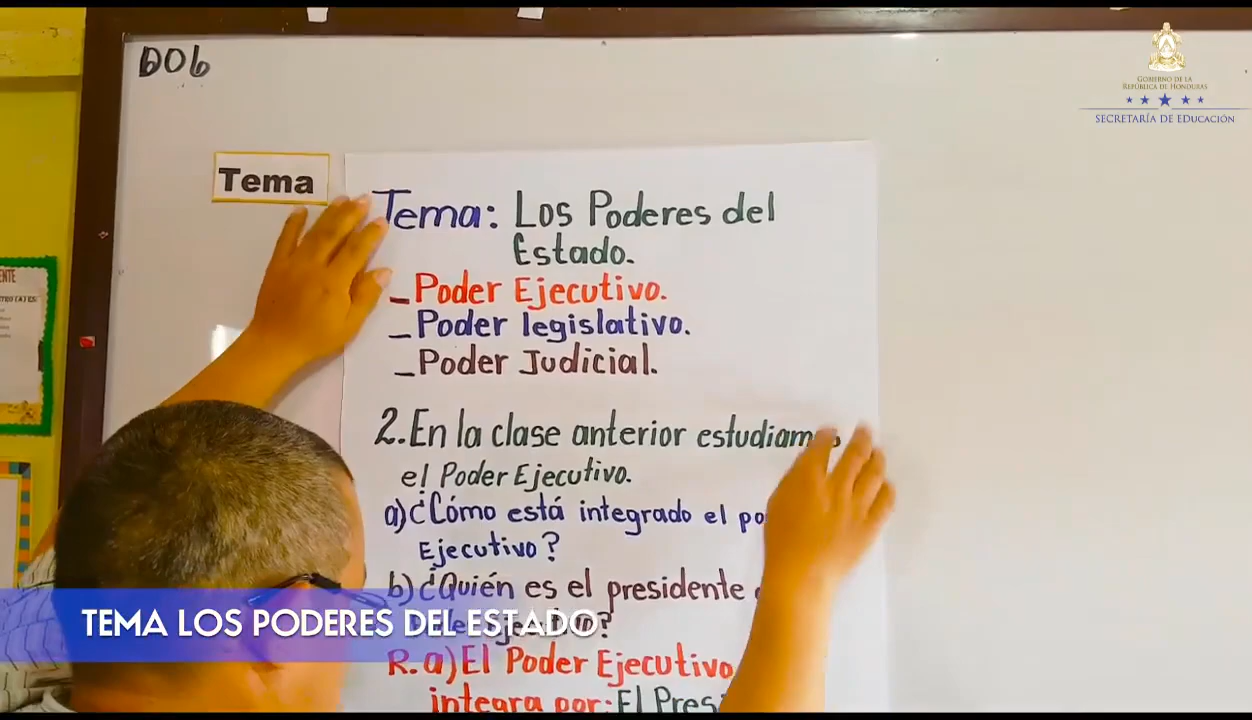 DOb
GOBIERNO DE LA
REPÚBLICA DE HONDURAS
SECRETARÍA DE EDUCACIÓN
Tema
Tema: Los Poderes del
Estado.
_Poder Ejecutivo.
_Poder legislativo.
_Poder Judicial.
2. En la clase anterior estudiamos
el Poder Ejecutivo.
a) ¿Cómo está integrado el po
Ejecutivo?
b) ¿Quién es el presidente
TEMA LOS PODERES DEL ESTADO
R. a) El Poder Ejecutivo
integra por: El Pres